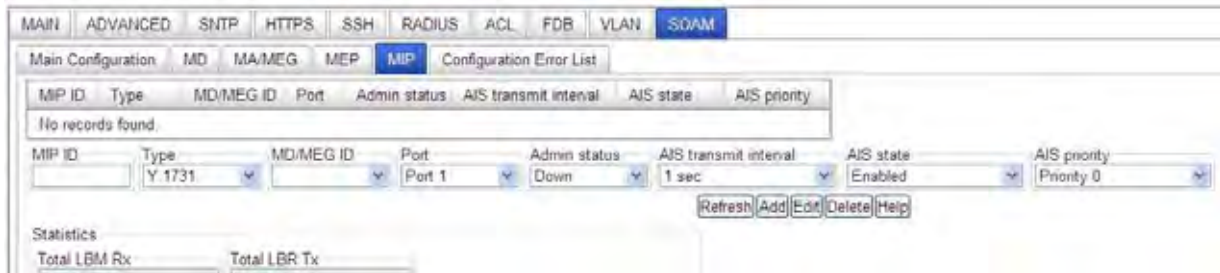 MAIN ADVANCED SNTP HTTPS SSH RADIUS ACL FDB VLAN SOAM
Main Configuration MD MA/MEG MEP MIP Configuration Error List
MIP ID Type MD/MEG ID Port Admin status AIS transmit interval AIS state AIS priority
No records found.
MIP ID Type MD/MEG ID Port Admin status AIS transmit interval AIS state AIS priority
Y.1731 Port 1 Down 1 sec Enabled Priority 0
Refresh Add Edit Delete Help
Statistics
Total LBM Rx Total LBR Tx